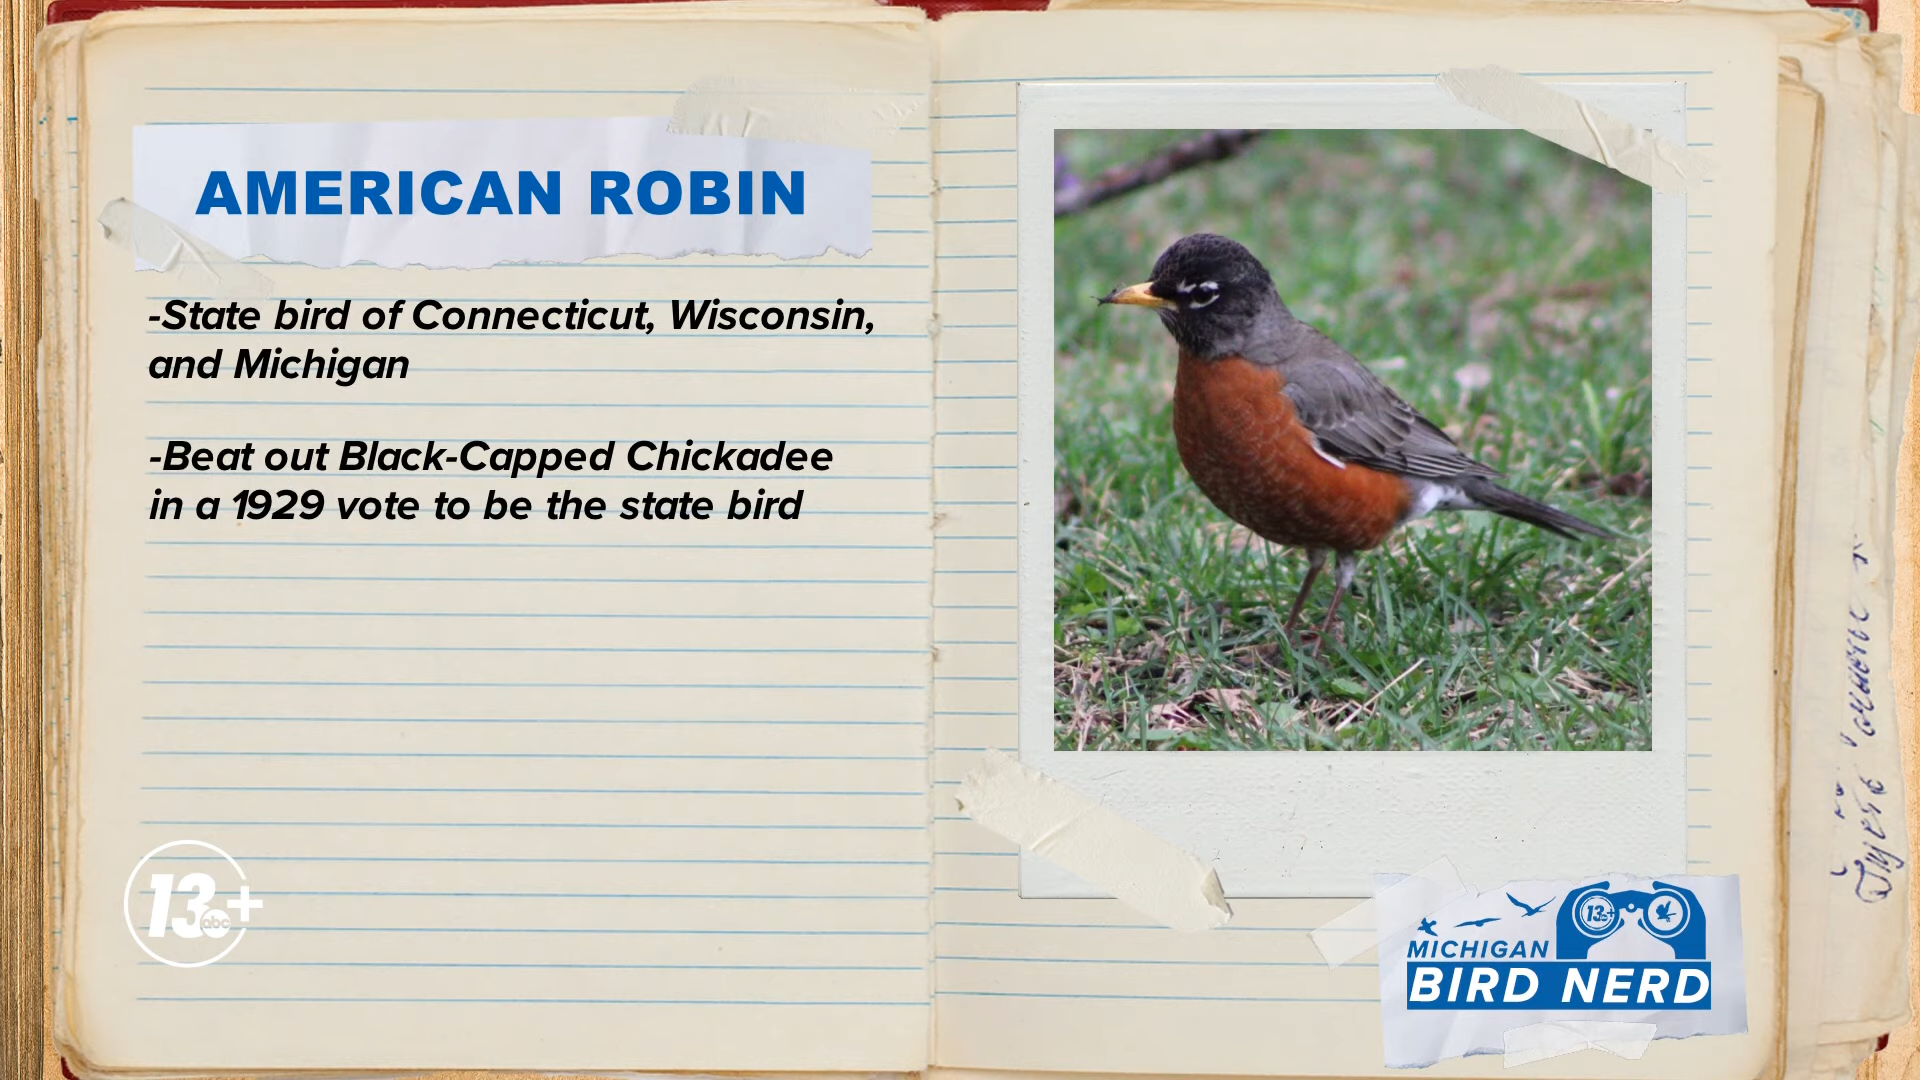 AMERICAN ROBIN
-State bird of Connecticut, Wisconsin,
and Michigan
-Beat out Black-Capped Chickadee
in a 1929 vote to be the state bird
13+
abc
13+
MICHIGAN
BIRD NERD